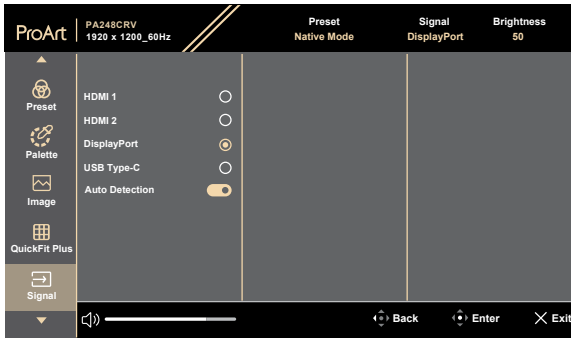 ProArt
PA248CRV
1920 x 1200_60Hz
Preset
Native Mode
Signal
DisplayPort
Brightness
50
Preset
Palette
Image
QuickFit Plus
Signal
HDMI 1
HDMI 2
DisplayPort
USB Type-C
Auto Detection
Back
Enter
Exit